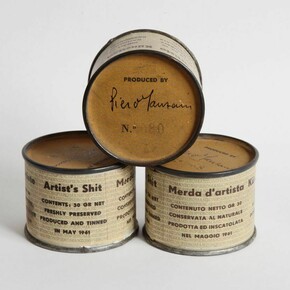 PRODUCED BY
Piero Manzoni
Artist's Shit
CONTENTS: 30 GR NET
FRESHLY PRESERVED
PRODUCED AND TINNED
IN MAY 1961
Merda d'artista
CONTENUTO NETTO GR 30
CONSERVATA AL NATURALE
PRODOTTA ED INSCATOLATA
NEL MAGGIO 1961